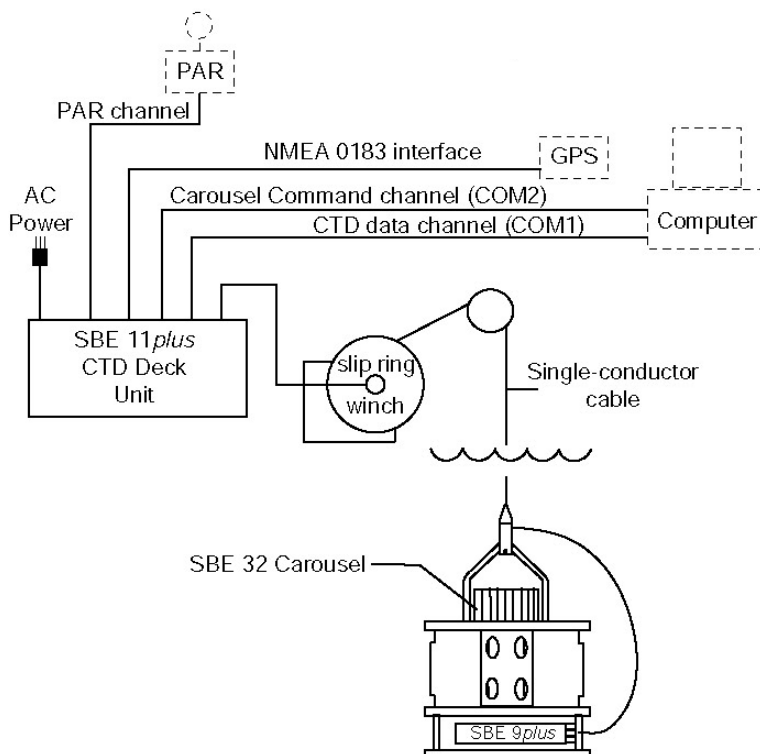 PAR
PAR channel
NMEA 0183 interface
GPS
AC
Power
Carousel Command channel (COM2)
Computer
CTD data channel (COM1)
SBE 11plus
CTD Deck
Unit
slip ring
winch
Single-conductor
cable
SBE 32 Carousel
SBE 9plus